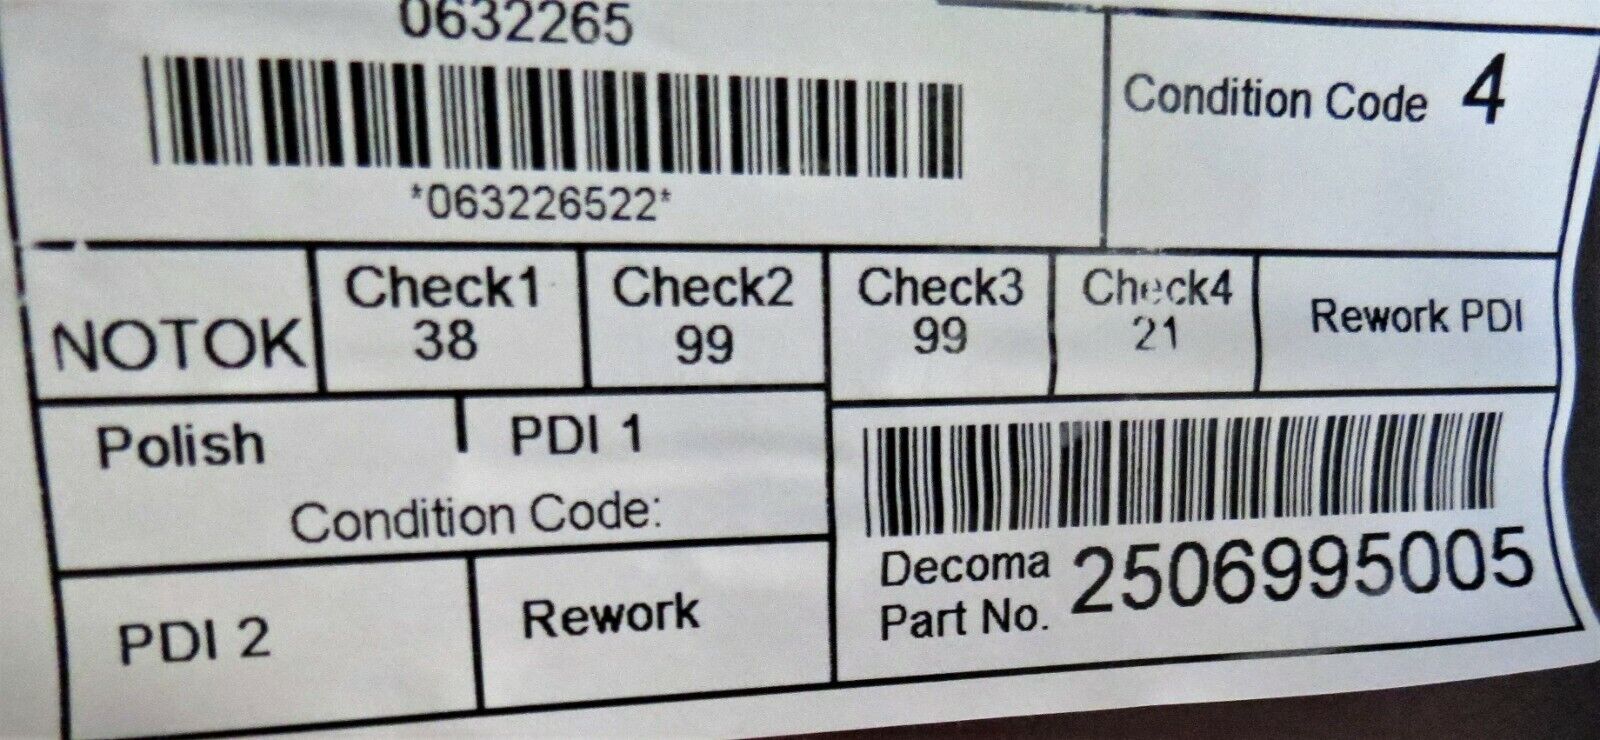 0632265
Condition Code 4
*063226522*
NOTOK
Check1
38
Check2
99
Check3
99
Check4
21
Rework PDI
Polish
PDI 1
Condition Code:
PDI 2
Rework
Decoma
Part No.
2506995005